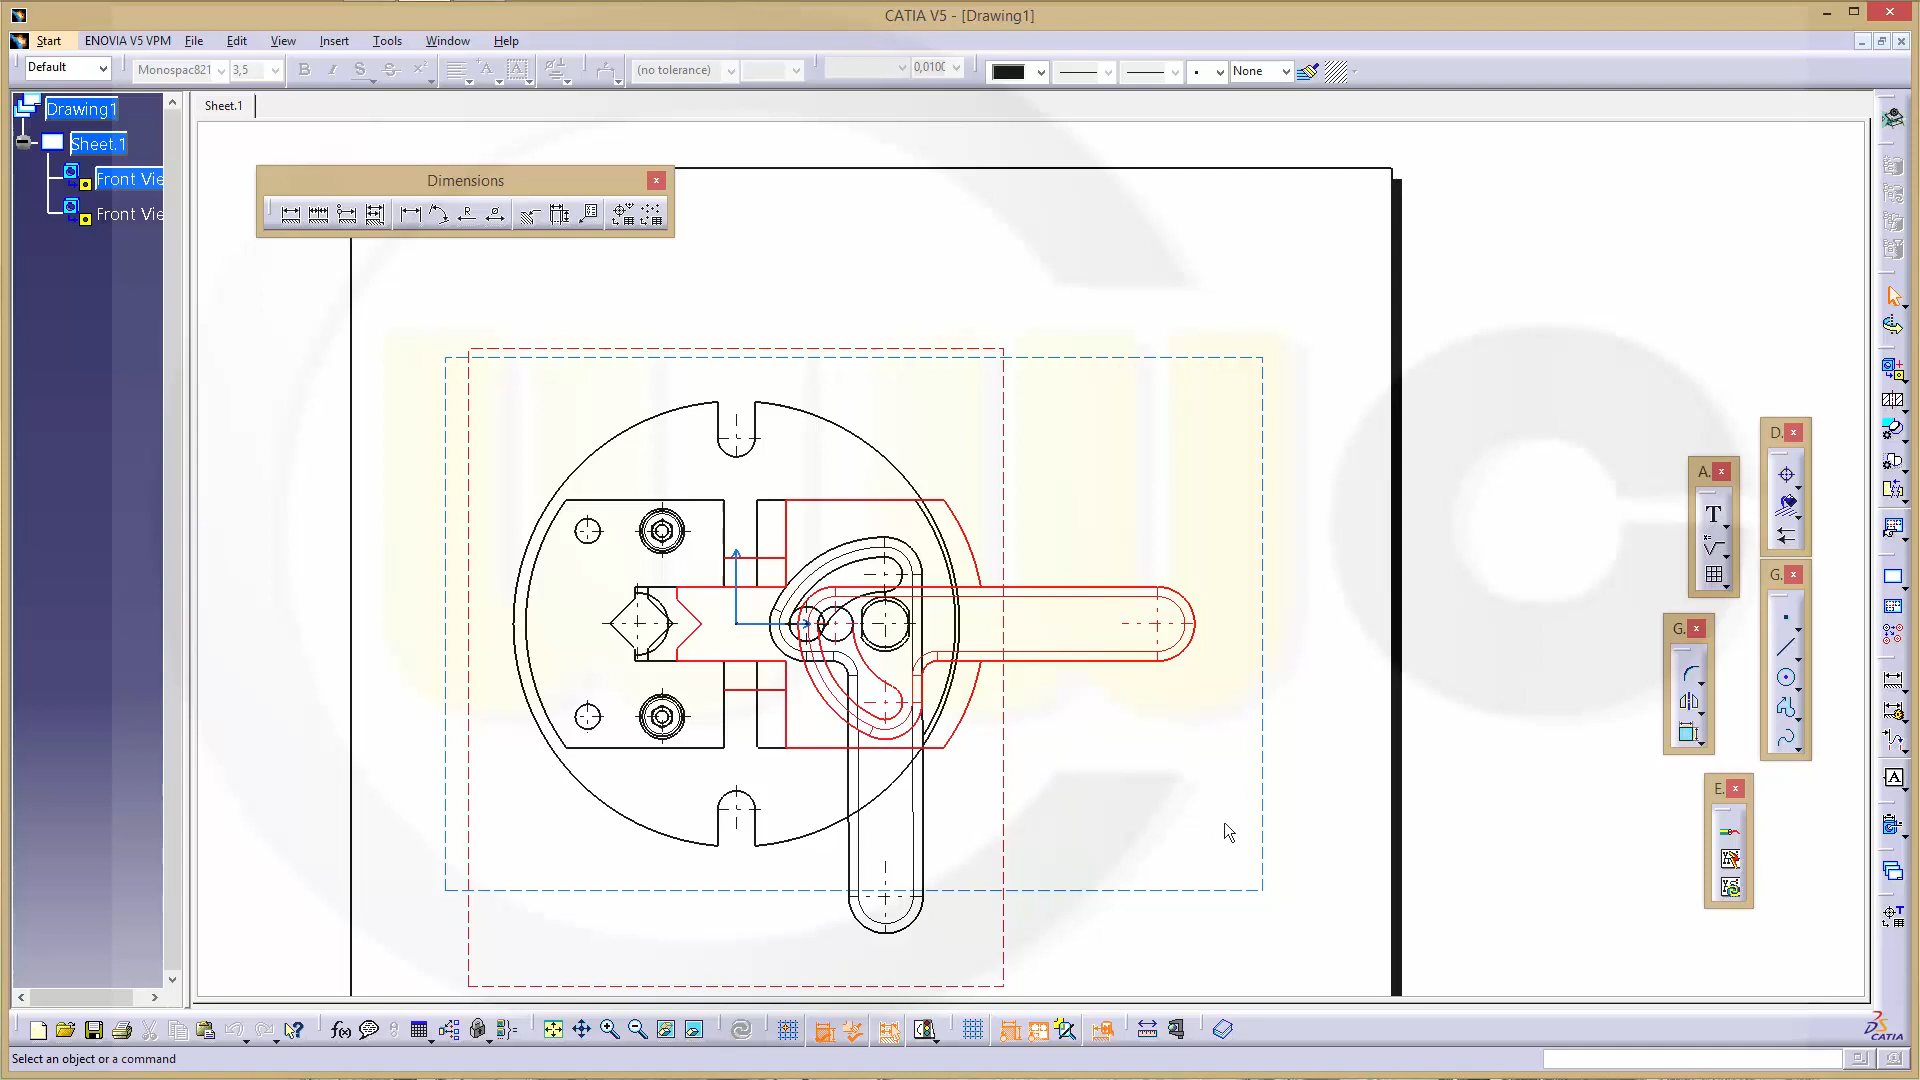 CATIA V5 - [Drawing1]
Start ENOVIA V5 VPM File Edit View Insert Tools Window Help
Default Monospac821 3,5 B I S S (no tolerance) 0,0100 None
Sheet.1
Drawing1
Sheet.1
Front Vie
Front Vie
Dimensions
D.
A.
T
G.
G.
E.
CATIA
Select an object or a command